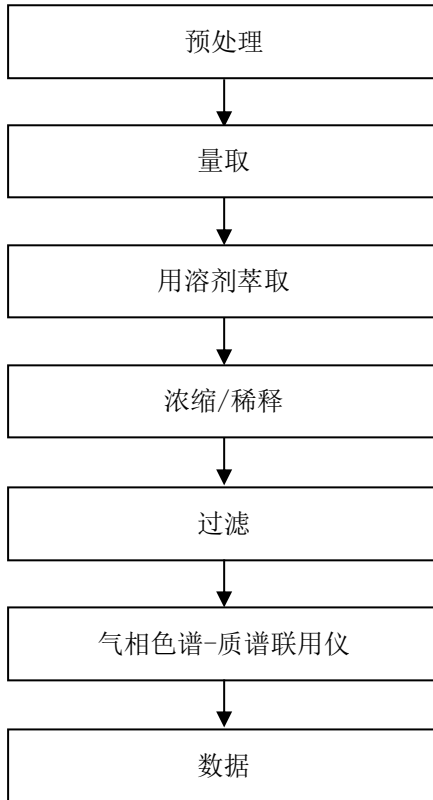 预处理
量取
用溶剂萃取
浓缩/稀释
过滤
气相色谱-质谱联用仪
数据